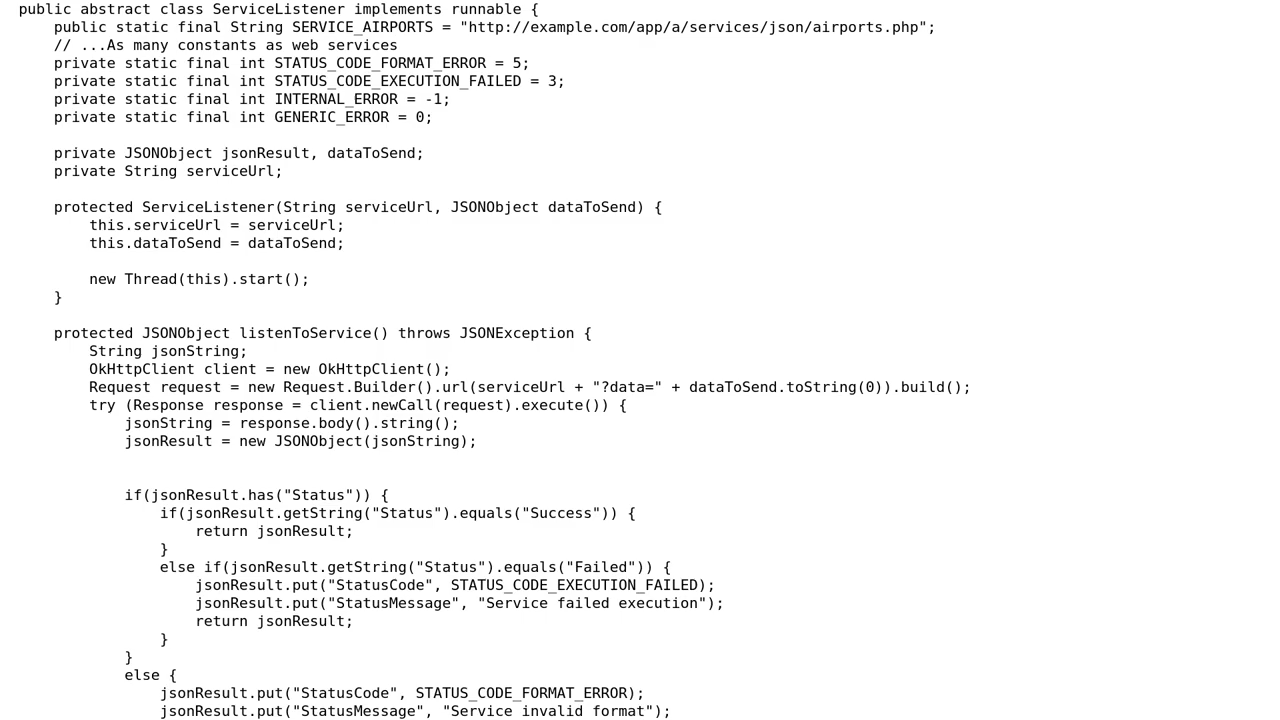 public abstract class ServiceListener implements runnable {
    public static final String SERVICE_AIRPORTS = "http://example.com/app/a/services/json/airports.php";
    // ...As many constants as web services
    private static final int STATUS_CODE_FORMAT_ERROR = 5;
    private static final int STATUS_CODE_EXECUTION_FAILED = 3;
    private static final int INTERNAL_ERROR = -1;
    private static final int GENERIC_ERROR = 0;

    private JSONObject jsonResult, dataToSend;
    private String serviceUrl;

    protected ServiceListener(String serviceUrl, JSONObject dataToSend) {
        this.serviceUrl = serviceUrl;
        this.dataToSend = dataToSend;

        new Thread(this).start();
    }

    protected JSONObject listenToService() throws JSONException {
        String jsonString;
        OkHttpClient client = new OkHttpClient();
        Request request = new Request.Builder().url(serviceUrl + "?data=" + dataToSend.toString(0)).build();
        try (Response response = client.newCall(request).execute()) {
            jsonString = response.body().string();
            jsonResult = new JSONObject(jsonString);


            if(jsonResult.has("Status")) {
                if(jsonResult.getString("Status").equals("Success")) {
                    return jsonResult;
                }
                else if(jsonResult.getString("Status").equals("Failed")) {
                    jsonResult.put("StatusCode", STATUS_CODE_EXECUTION_FAILED);
                    jsonResult.put("StatusMessage", "Service failed execution");
                    return jsonResult;
                }
            }
            else {
                jsonResult.put("StatusCode", STATUS_CODE_FORMAT_ERROR);
                jsonResult.put("StatusMessage", "Service invalid format");